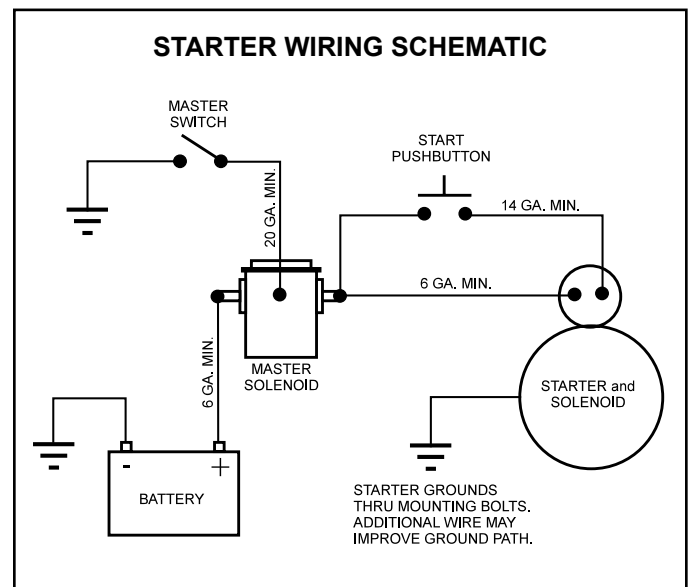 STARTER WIRING SCHEMATIC
MASTER
SWITCH
START
PUSHBUTTON
20 GA. MIN.
14 GA. MIN.
6 GA. MIN.
6 GA. MIN.
MASTER
SOLENOID
STARTER and
SOLENOID
- +
BATTERY
STARTER GROUNDS
THRU MOUNTING BOLTS.
ADDITIONAL WIRE MAY
IMPROVE GROUND PATH.